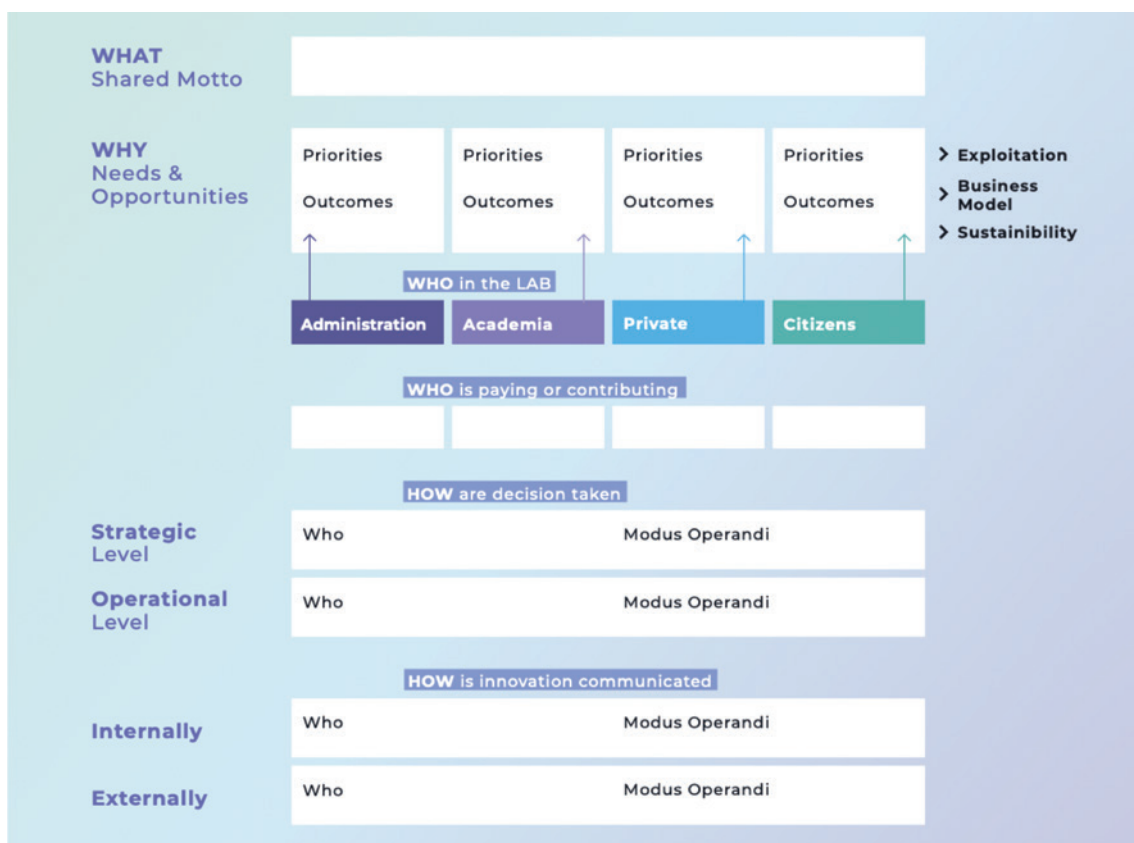 WHAT
Shared Motto
WHY
Needs &
Opportunities
Priorities
Outcomes
Priorities
Outcomes
Priorities
Outcomes
Priorities
Outcomes
> Exploitation
> Business
Model
> Sustainibility
WHO in the LAB
Administration
Academia
Private
Citizens
WHO is paying or contributing
HOW are decision taken
Strategic
Level
Who Modus Operandi
Operational
Level
Who Modus Operandi
HOW is innovation communicated
Internally
Who Modus Operandi
Externally
Who Modus Operandi